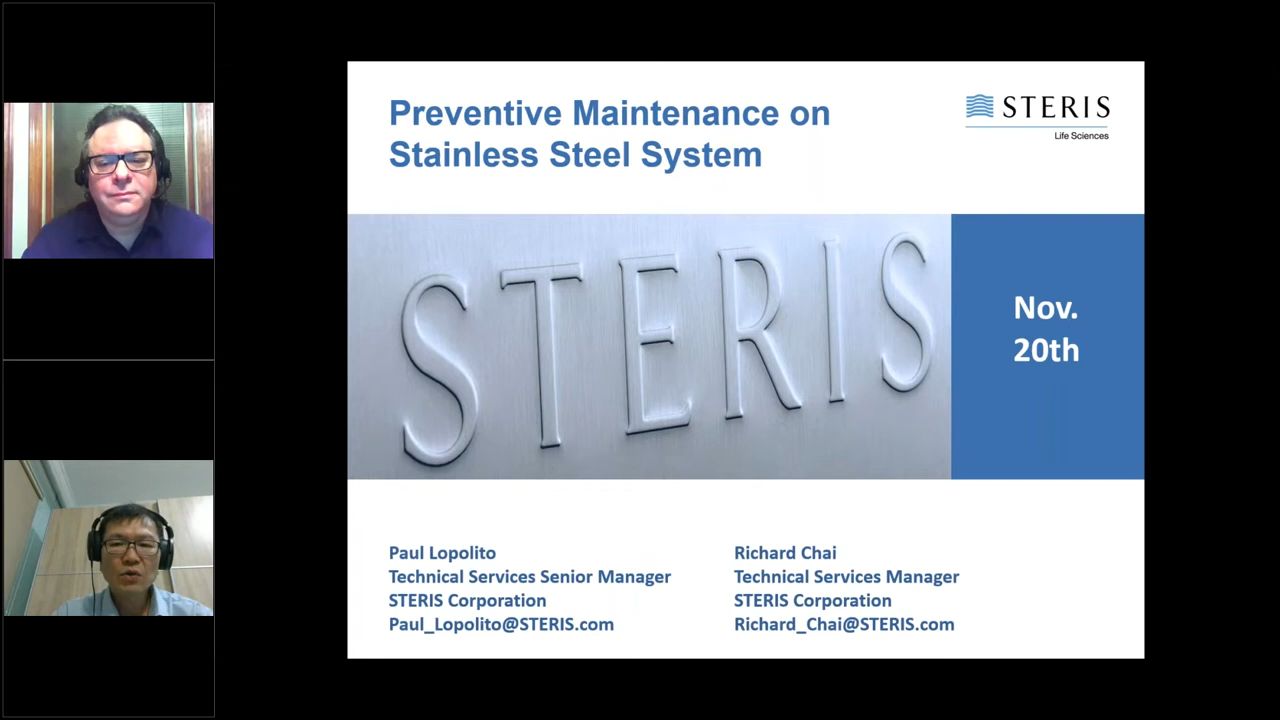 Preventive Maintenance on
Stainless Steel System
STERIS
Life Sciences
STERIS
Nov.
20th
Paul Lopolito
Technical Services Senior Manager
STERIS Corporation
Paul_Lopolito@STERIS.com
Richard Chai
Technical Services Manager
STERIS Corporation
Richard_Chai@STERIS.com